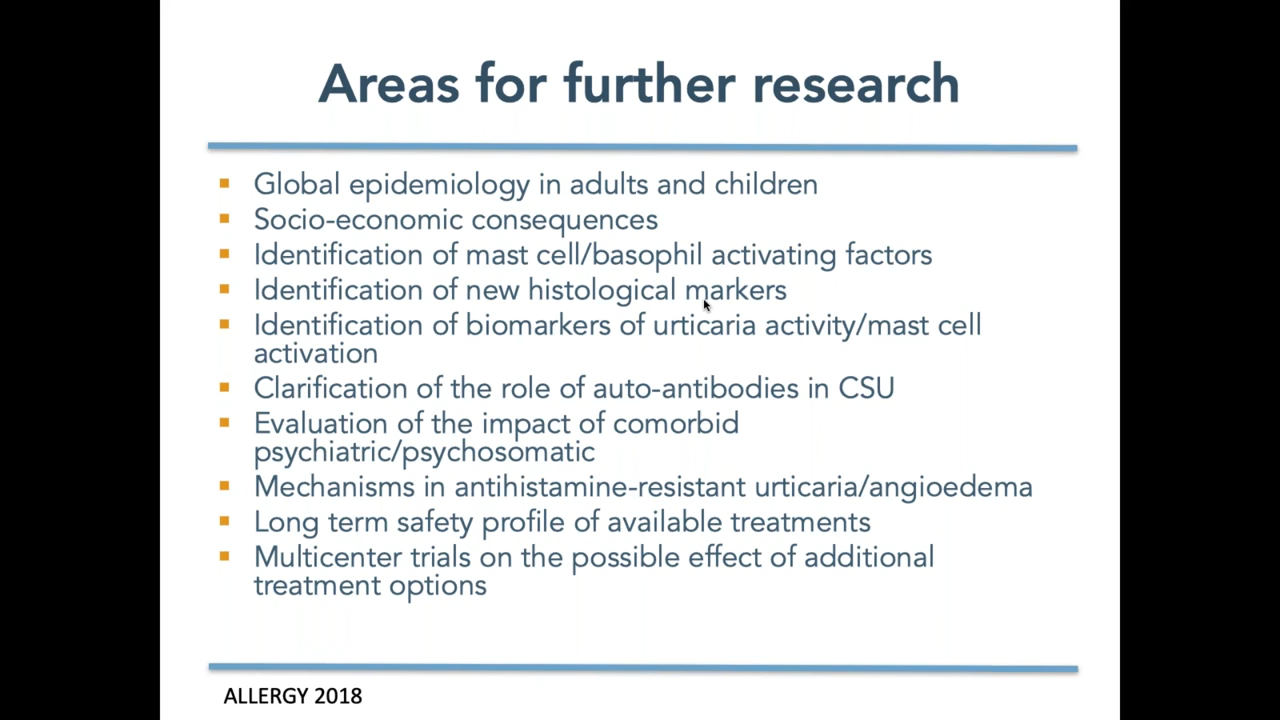 Areas for further research
Global epidemiology in adults and children
Socio-economic consequences
Identification of mast cell/basophil activating factors
Identification of new histological markers
Identification of biomarkers of urticaria activity/mast cell
activation
Clarification of the role of auto-antibodies in CSU
Evaluation of the impact of comorbid
psychiatric/psychosomatic
Mechanisms in antihistamine-resistant urticaria/angioedema
Long term safety profile of available treatments
Multicenter trials on the possible effect of additional
treatment options
ALLERGY 2018